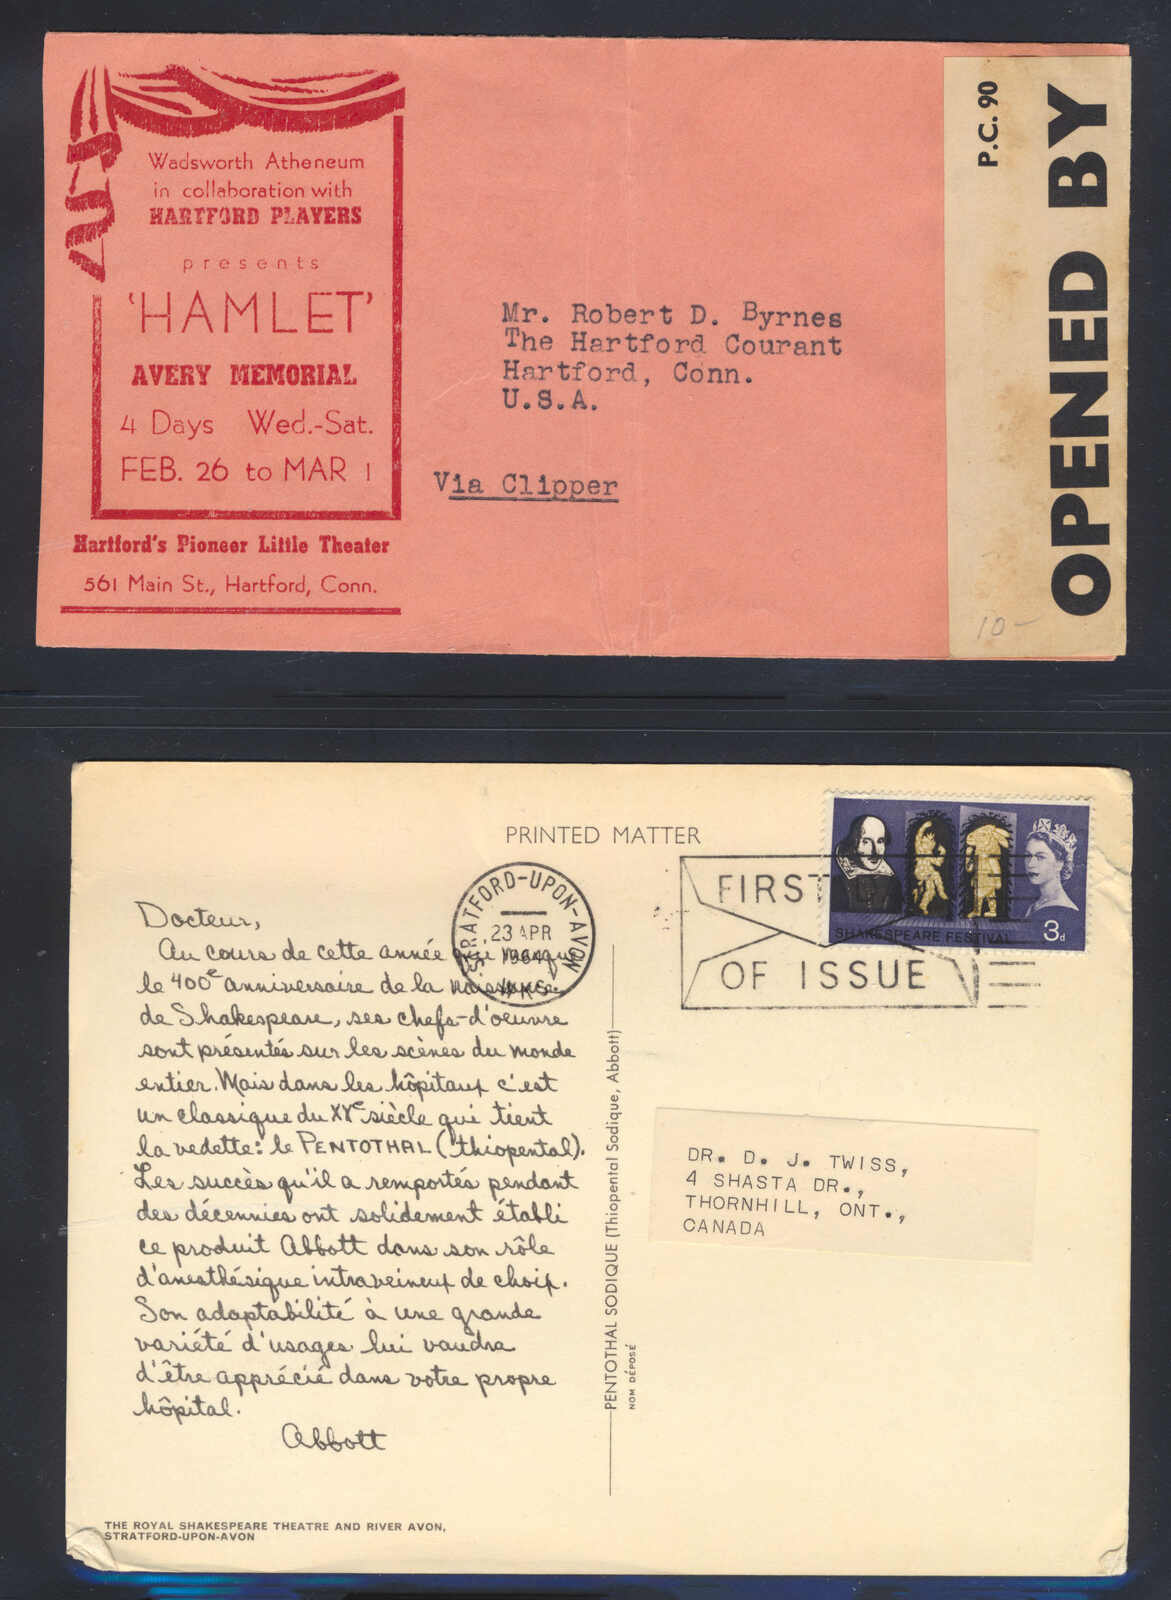 Wadsworth Atheneum
in collaboration with
HARTFORD PLAYERS
presents
'HAMLET'
AVERY MEMORIAL
4 Days Wed.-Sat.
FEB. 26 to MAR 1
Hartford's Pioneer Little Theater
561 Main St., Hartford, Conn.
Mr. Robert D. Byrnes
The Hartford Courant
Hartford, Conn.
U.S.A.
Via Clipper
P.C. 90
OPENED BY
10-
PRINTED MATTER
STRATFORD-UPON-AVON
23 APR
1964
FIRST
OF ISSUE
SHAKESPEARE FESTIVAL
3d
Docteur,
Au cours de cette année qui marque
le 400e anniversaire de la naissance
de Shakespeare, ses chefs-d'oeuvre
sont présentés sur les scènes du monde
entier. Mais dans les hôpitaux c'est
un classique du XXe siècle qui tient
la vedette: le PENTOTHAL (thiopental).
Les succès qu'il a remportés pendant
des décennies ont solidement établi
ce produit Abbott dans son rôle
d'anesthésique intraveineux de choix.
Son adaptabilité à une grande
variété d'usages lui vaudra
d'être apprécié dans votre propre
hôpital.
Abbott
PENTOTHAL SODIQUE (Thiopental Sodique, Abbott)
NOM DÉPOSÉ
DR. D. J. TWISS,
4 SHASTA DR.,
THORNHILL, ONT.,
CANADA
THE ROYAL SHAKESPEARE THEATRE AND RIVER AVON,
STRATFORD-UPON-AVON